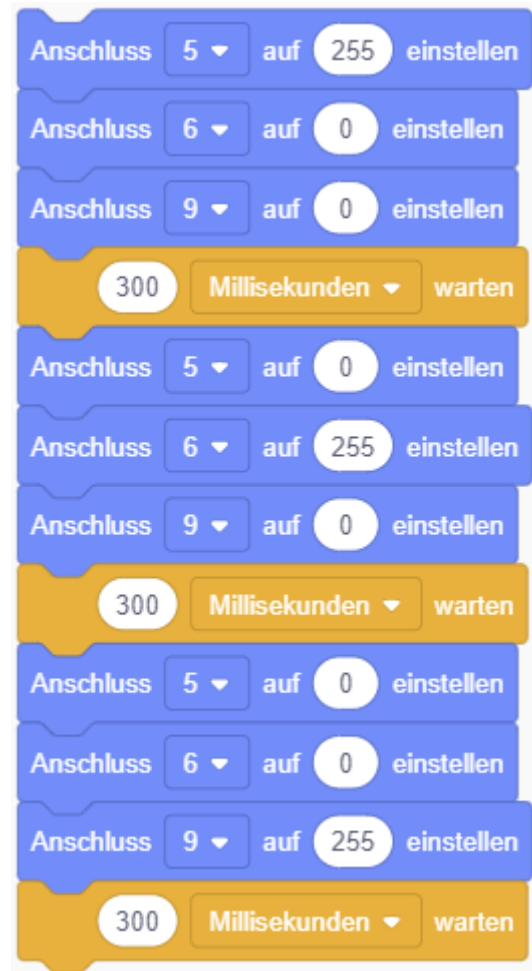 Anschluss 5 auf 255 einstellen
Anschluss 6 auf 0 einstellen
Anschluss 9 auf 0 einstellen
300 Millisekunden warten
Anschluss 5 auf 0 einstellen
Anschluss 6 auf 255 einstellen
Anschluss 9 auf 0 einstellen
300 Millisekunden warten
Anschluss 5 auf 0 einstellen
Anschluss 6 auf 0 einstellen
Anschluss 9 auf 255 einstellen
300 Millisekunden warten